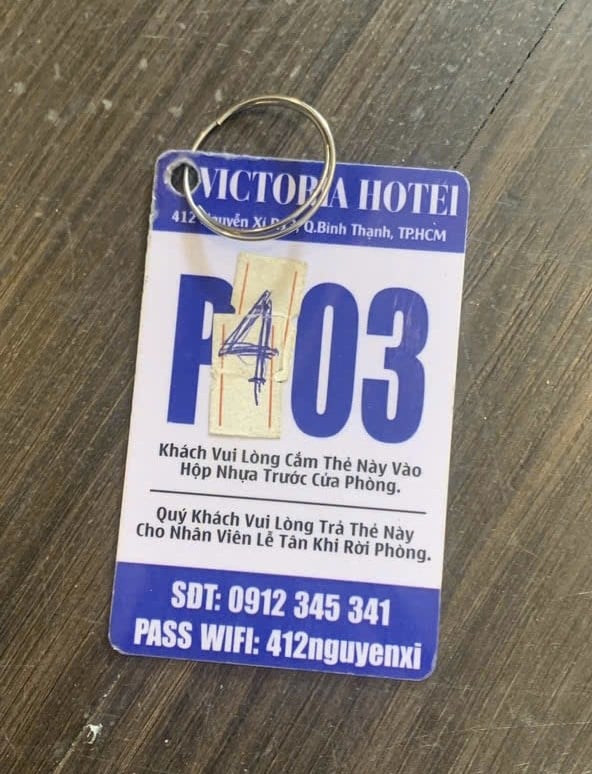 VICTORIA HOTEL
412 Nguyễn Xí Q.Bình Thạnh, TP.HCM
P403
Khách Vui Lòng Cắm Thẻ Này Vào
Hộp Nhựa Trước Cửa Phòng.
Quý Khách Vui Lòng Trả Thẻ Này
Cho Nhân Viên Lễ Tân Khi Rời Phòng.
SĐT: 0912 345 341
PASS WIFI: 412nguyenxi